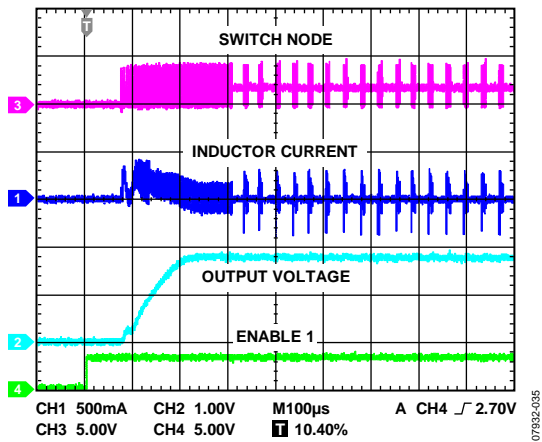 T
SWITCH NODE
3
INDUCTOR CURRENT
1
OUTPUT VOLTAGE
2
ENABLE 1
4
CH1 500mA CH2 1.00V M100µs A CH4 2.70V
CH3 5.00V CH4 5.00V T 10.40%
07932-035